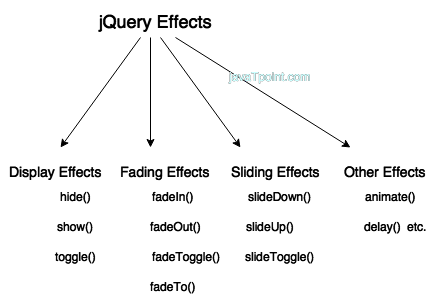 jQuery Effects
javaTpoint.com
Display Effects
hide()
show()
toggle()
Fading Effects
fadeIn()
fadeOut()
fadeToggle()
fadeTo()
Sliding Effects
slideDown()
slideUp()
slideToggle()
Other Effects
animate()
delay() etc.